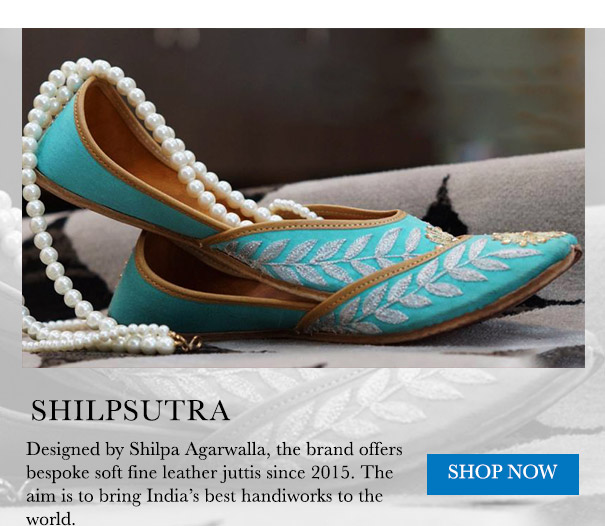 SHILPSUTRA
Designed by Shilpa Agarwalla, the brand offers
bespoke soft fine leather juttis since 2015. The
aim is to bring India’s best handiworks to the
world.
SHOP NOW